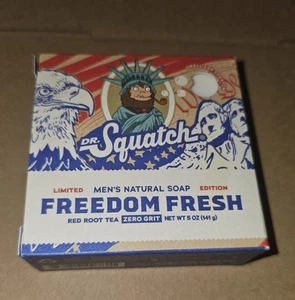 DR. Squatch
LIMITED MEN'S NATURAL SOAP EDITION
FREEDOM FRESH
RED ROOT TEA ZERO GRIT NET WT 5 OZ (141 g)